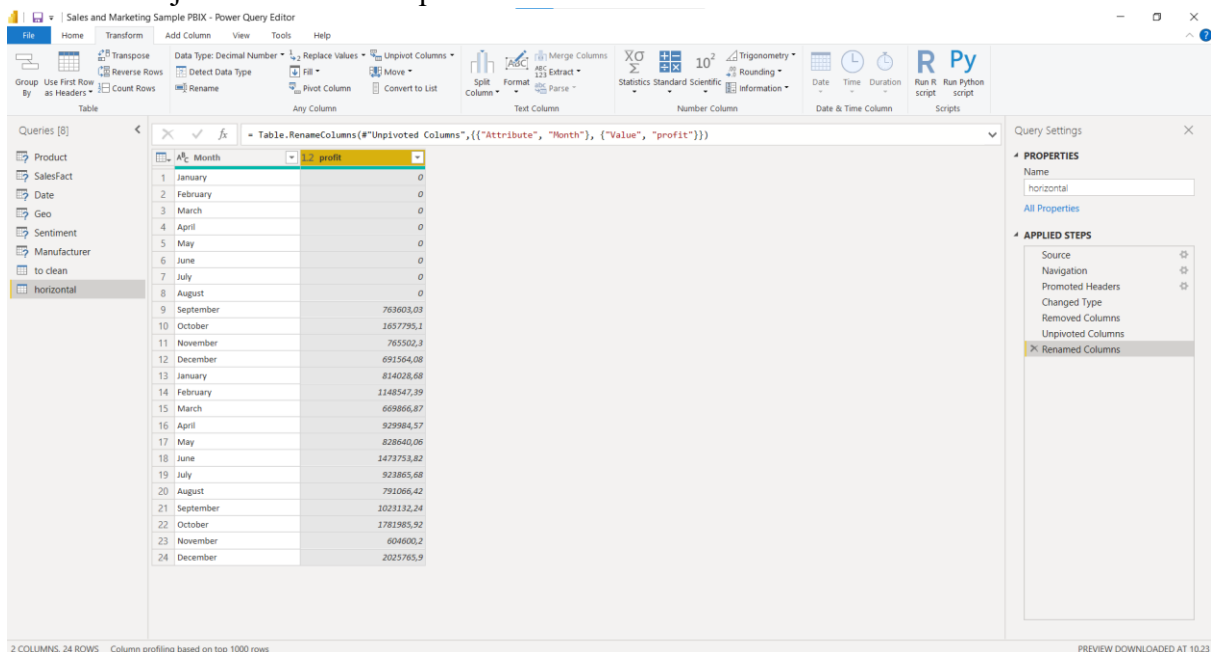 Sales and Marketing Sample PBIX - Power Query Editor
File Home Transform Add Column View Tools Help
Group By
Use First Row as Headers
Transpose
Reverse Rows
Count Rows
Table
Data Type: Decimal Number
Detect Data Type
Rename
Replace Values
Fill
Pivot Column
Unpivot Columns
Move
Convert to List
Any Column
Split Column
Format
Merge Columns
Extract
Parse
Text Column
Statistics
Standard
Scientific
Trigonometry
Rounding
Information
Number Column
Date
Time
Duration
Date & Time Column
Run R script
Run Python script
Scripts
Queries [8]
Product
SalesFact
Date
Geo
Sentiment
Manufacturer
to clean
horizontal
= Table.RenameColumns(#"Unpivoted Columns",{{"Attribute", "Month"}, {"Value", "profit"}})
Month 1.2 profit
1 January 0
2 February 0
3 March 0
4 April 0
5 May 0
6 June 0
7 July 0
8 August 0
9 September 763603,03
10 October 1657795,1
11 November 765502,3
12 December 691564,08
13 January 814028,68
14 February 1148547,39
15 March 669866,87
16 April 929984,57
17 May 828640,06
18 June 1473753,82
19 July 923865,68
20 August 791066,42
21 September 1023132,24
22 October 1781985,92
23 November 604600,2
24 December 2025765,9
Query Settings
PROPERTIES
Name
horizontal
All Properties
APPLIED STEPS
Source
Navigation
Promoted Headers
Changed Type
Removed Columns
Unpivoted Columns
Renamed Columns
2 COLUMNS, 24 ROWS Column profiling based on top 1000 rows
PREVIEW DOWNLOADED AT 10.23